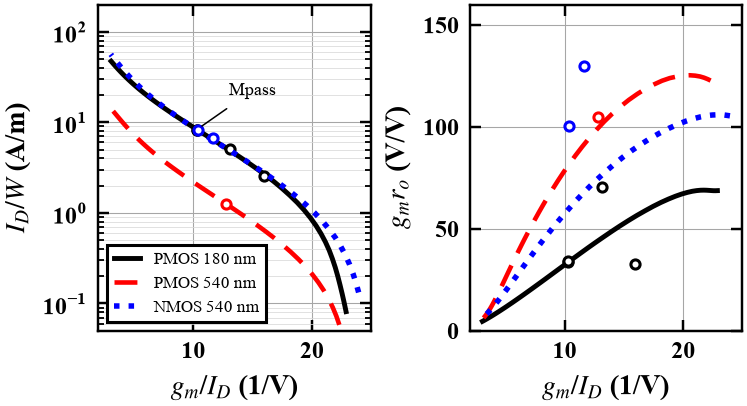 10²
10¹
10⁰
10⁻¹
10
20
I_D/W (A/m)
g_m/I_D (1/V)
Mpass
PMOS 180 nm
PMOS 540 nm
NMOS 540 nm
150
100
50
0
10
20
g_m r_o (V/V)
g_m/I_D (1/V)